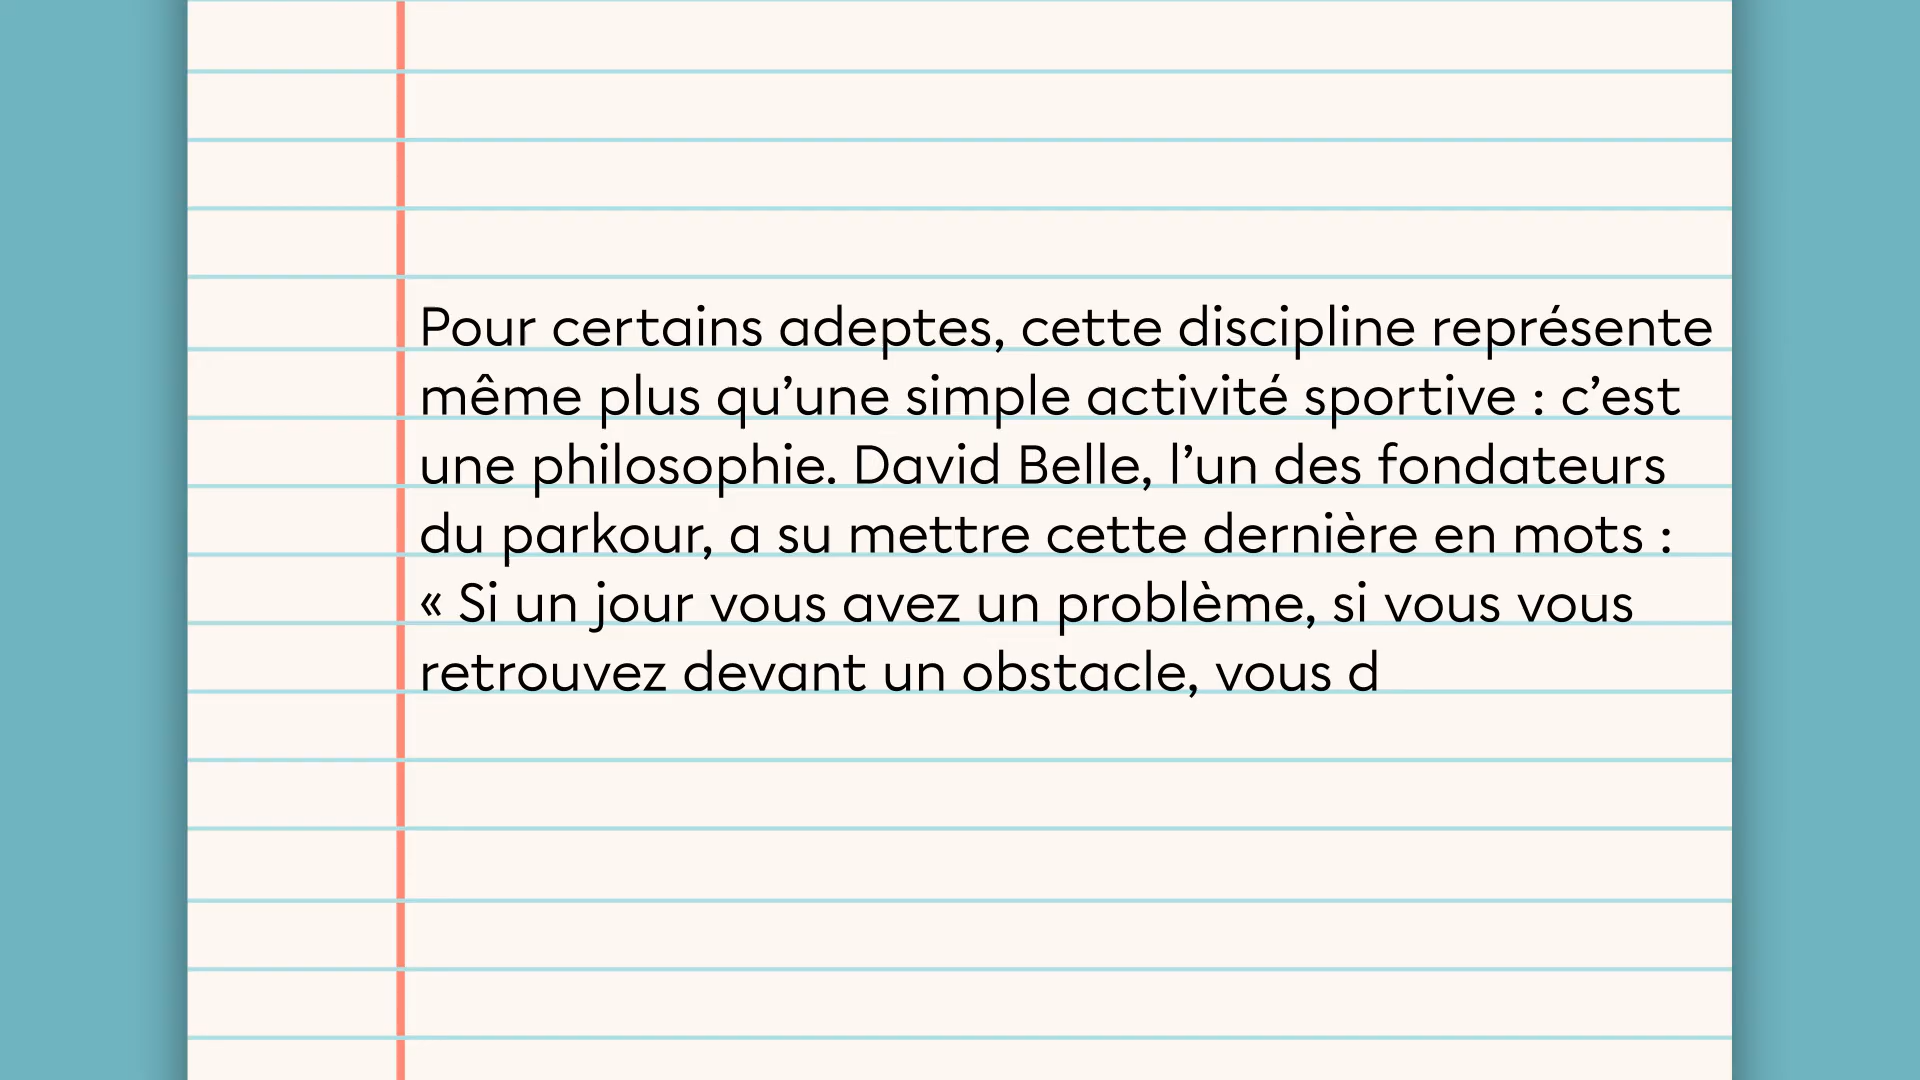 Pour certains adeptes, cette discipline représente
même plus qu’une simple activité sportive : c’est
une philosophie. David Belle, l’un des fondateurs
du parkour, a su mettre cette dernière en mots :
« Si un jour vous avez un problème, si vous vous
retrouvez devant un obstacle, vous d